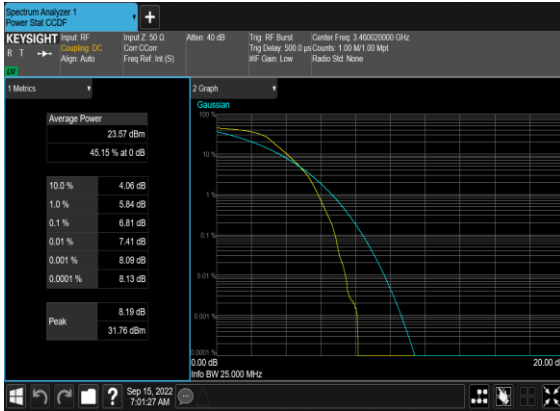 Spectrum Analyzer 1
Power Stat CCDF
KEYSIGHT
R T
Input: RF
Coupling: DC
Align: Auto
Input Z: 50 Ω
Corr CCorr
Freq Ref: Int (S)
Atten: 40 dB
Trig: RF Burst
Trig Delay: 500.0 µs
#IF Gain: Low
Center Freq: 3.460020000 GHz
Counts: 1.00 M/1.00 Mpt
Radio Std: None
1 Metrics
Average Power
23.57 dBm
45.15 % at 0 dB
10.0 % 4.06 dB
1.0 % 5.84 dB
0.1 % 6.81 dB
0.01 % 7.41 dB
0.001 % 8.09 dB
0.0001 % 8.13 dB
Peak
8.19 dB
31.76 dBm
2 Graph
Gaussian
100 %
10 %
1 %
0.1 %
0.01 %
0.001 %
0.0001 %
0.00 dB
20.00 d
Info BW 25.000 MHz
?
Sep 15, 2022
7:01:27 AM